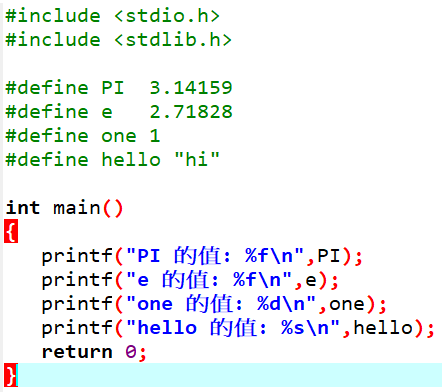 #include <stdio.h>
#include <stdlib.h>
#define PI  3.14159
#define e   2.71828
#define one 1
#define hello "hi"
int main()
{
   printf("PI 的值：%f\n",PI);
   printf("e 的值：%f\n",e);
   printf("one 的值：%d\n",one);
   printf("hello 的值：%s\n",hello);
   return 0;
}